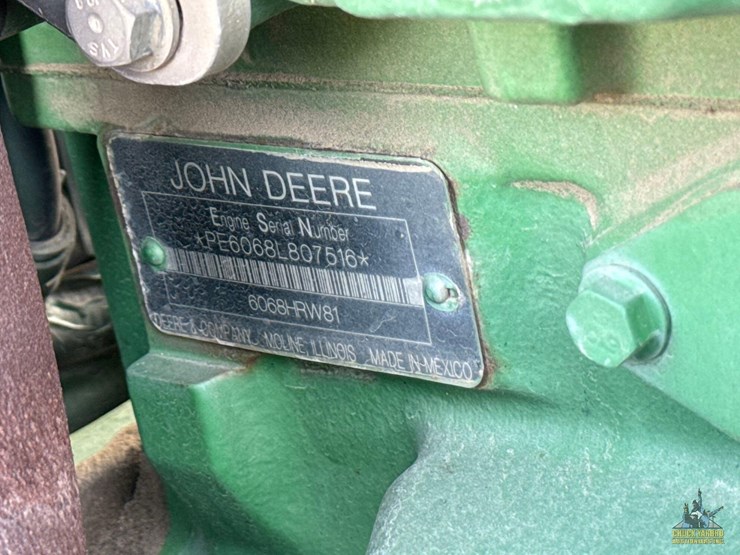 JOHN DEERE
Engine Serial Number
*PE6068L807516*
6068HRW81
DEERE & COMPANY MOLINE ILLINOIS MADE IN MEXICO